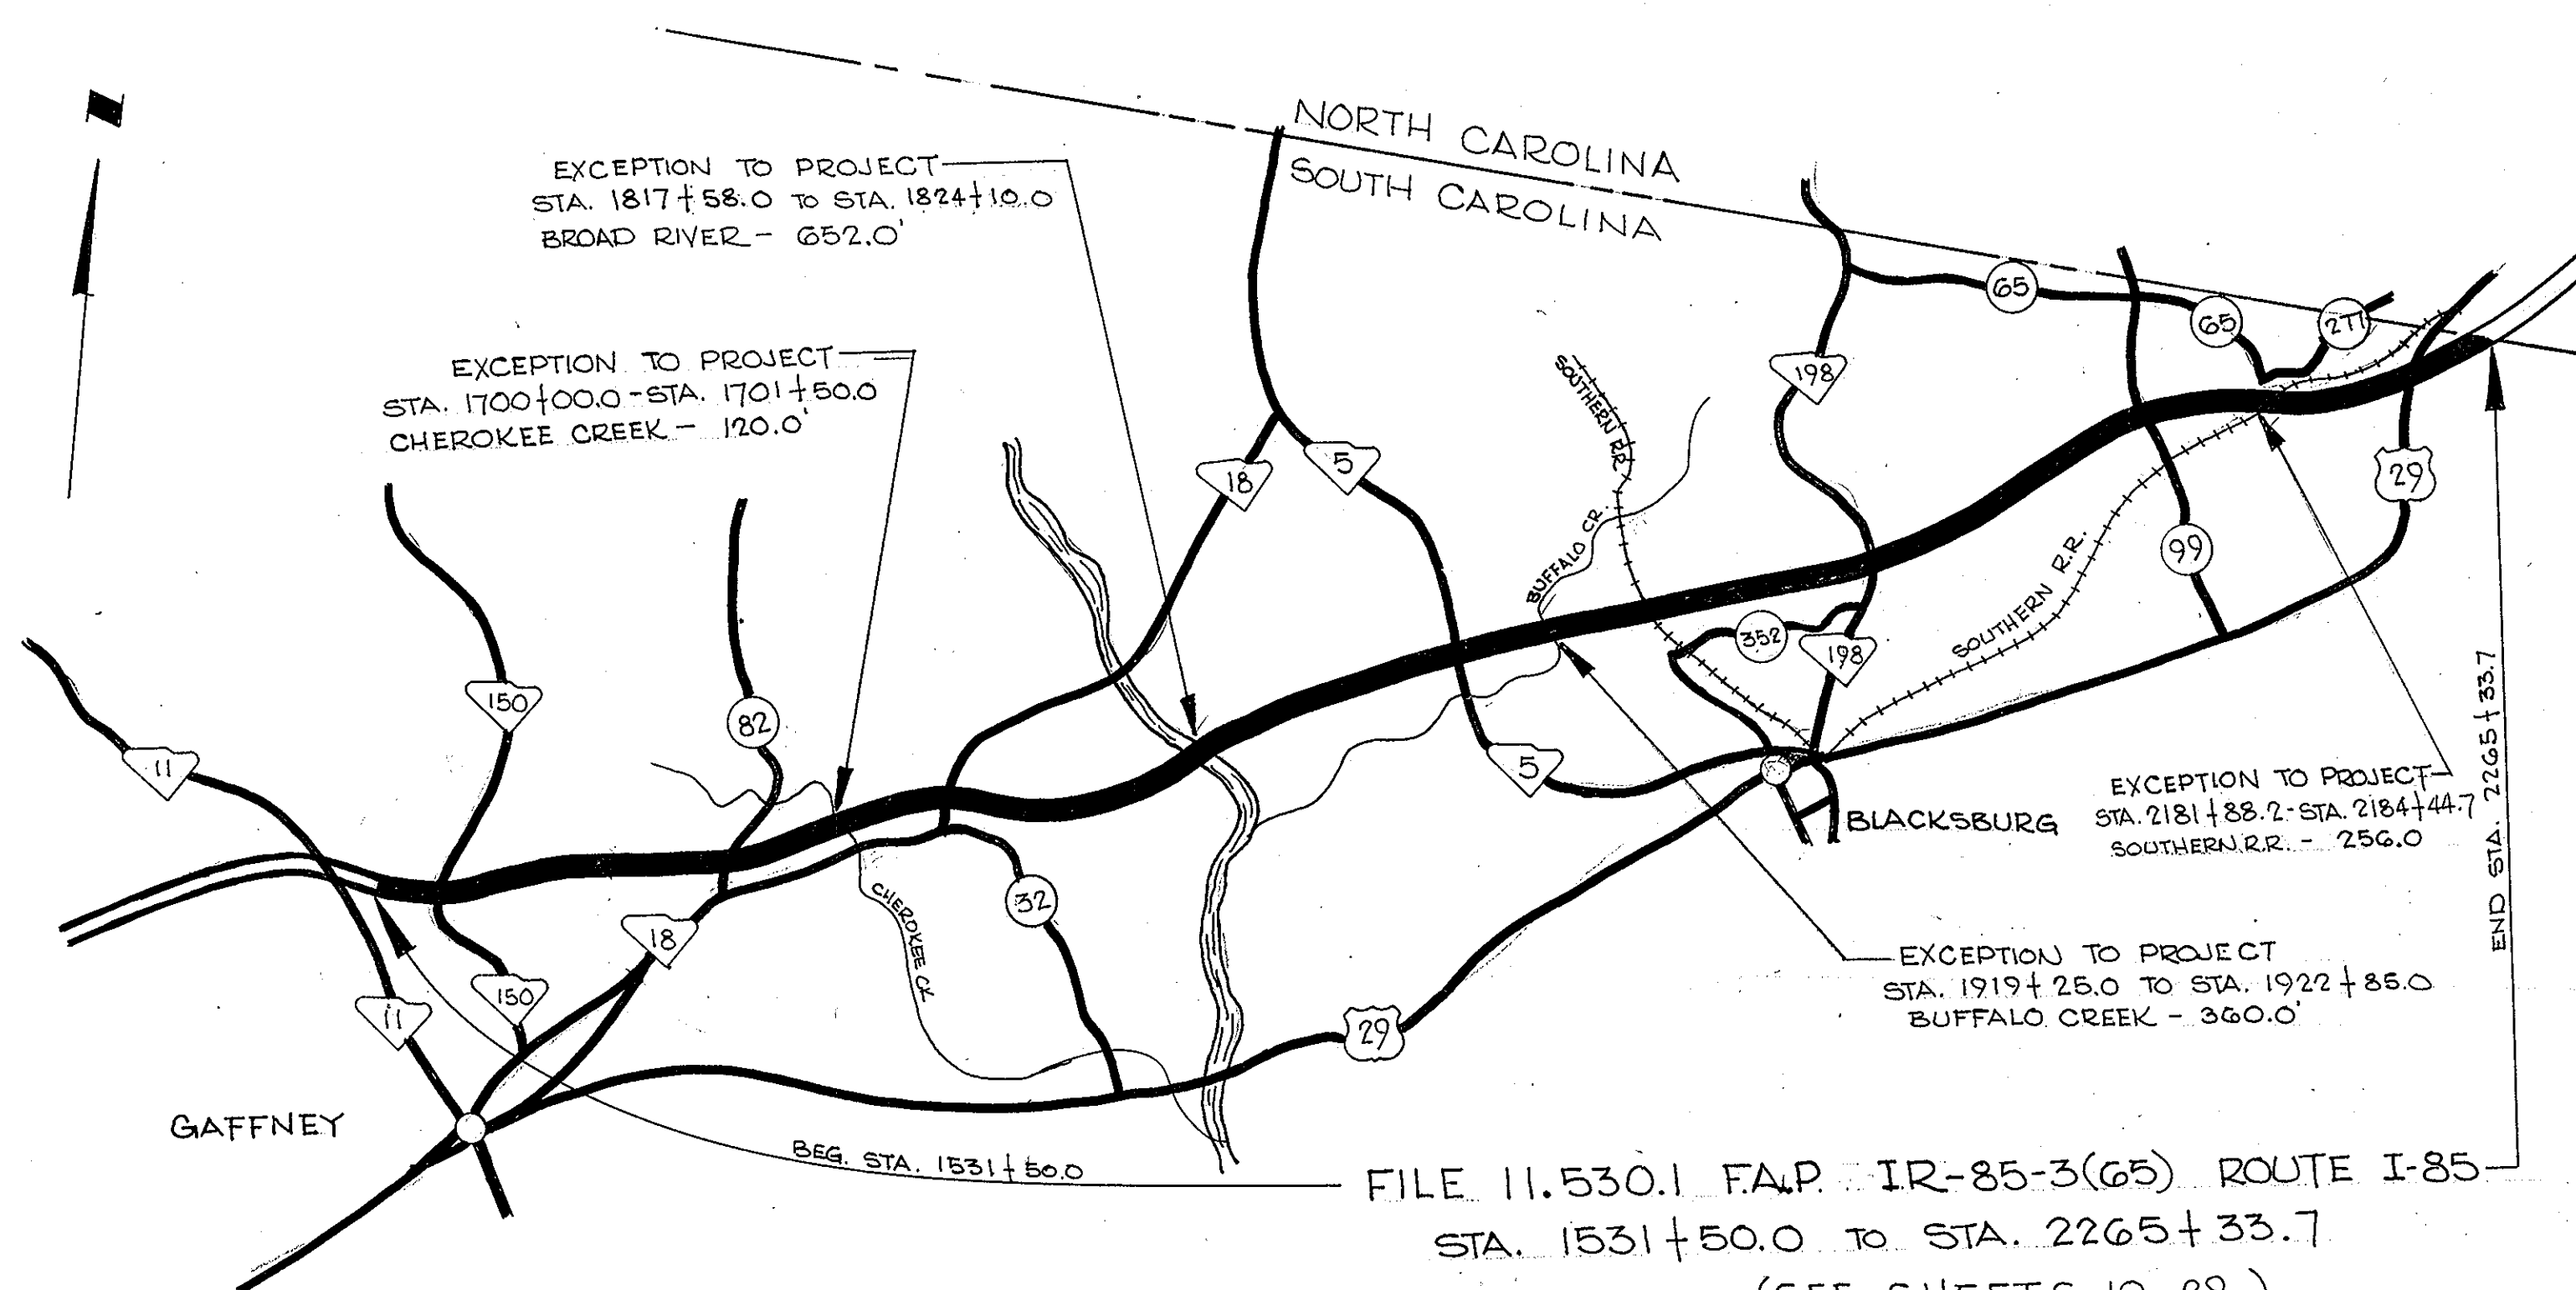 N
NORTH CAROLINA
SOUTH CAROLINA
EXCEPTION TO PROJECT
STA. 1817+58.0 TO STA. 1824+10.0
BROAD RIVER - 652.0'
EXCEPTION TO PROJECT
STA. 1700+00.0 - STA. 1701+50.0
CHEROKEE CREEK - 120.0'
65
65
277
198
SOUTHERN RR
18
5
29
BUFFALO CR.
99
SOUTHERN R.R.
352
198
150
82
11
5
BLACKSBURG
EXCEPTION TO PROJECT
STA. 2181+88.2 - STA. 2184+44.7
SOUTHERN R.R. - 256.0
END STA. 2265+33.7
32
CHEROKEE CK
18
150
11
29
EXCEPTION TO PROJECT
STA. 1919+25.0 TO STA. 1922+85.0
BUFFALO CREEK - 360.0'
GAFFNEY
BEG. STA. 1531+50.0
FILE 11.530.1 F.A.P. IR-85-3(65) ROUTE I-85
STA. 1531+50.0 TO STA. 2265+33.7
(SEE SHEETS